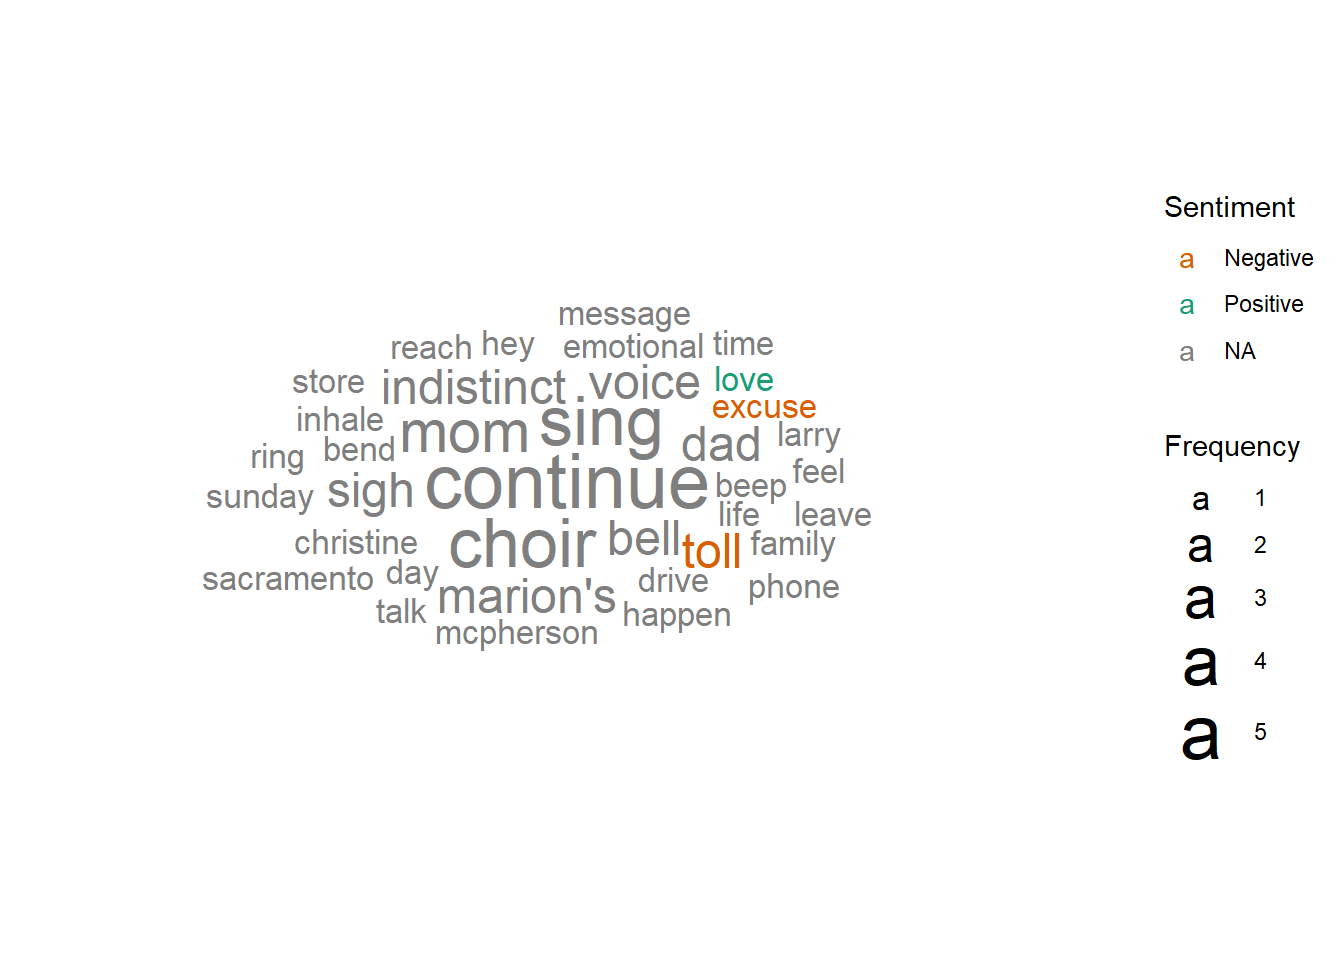 message
reach hey emotional time
store indistinct voice love
inhale mom sing excuse
ring bend dad larry
sunday sigh continue beep feel
christine choir bell toll life leave
sacramento day marion's drive family
talk mcpherson happen phone
Sentiment
a Negative
a Positive
a NA
Frequency
a 1
a 2
a 3
a 4
a 5